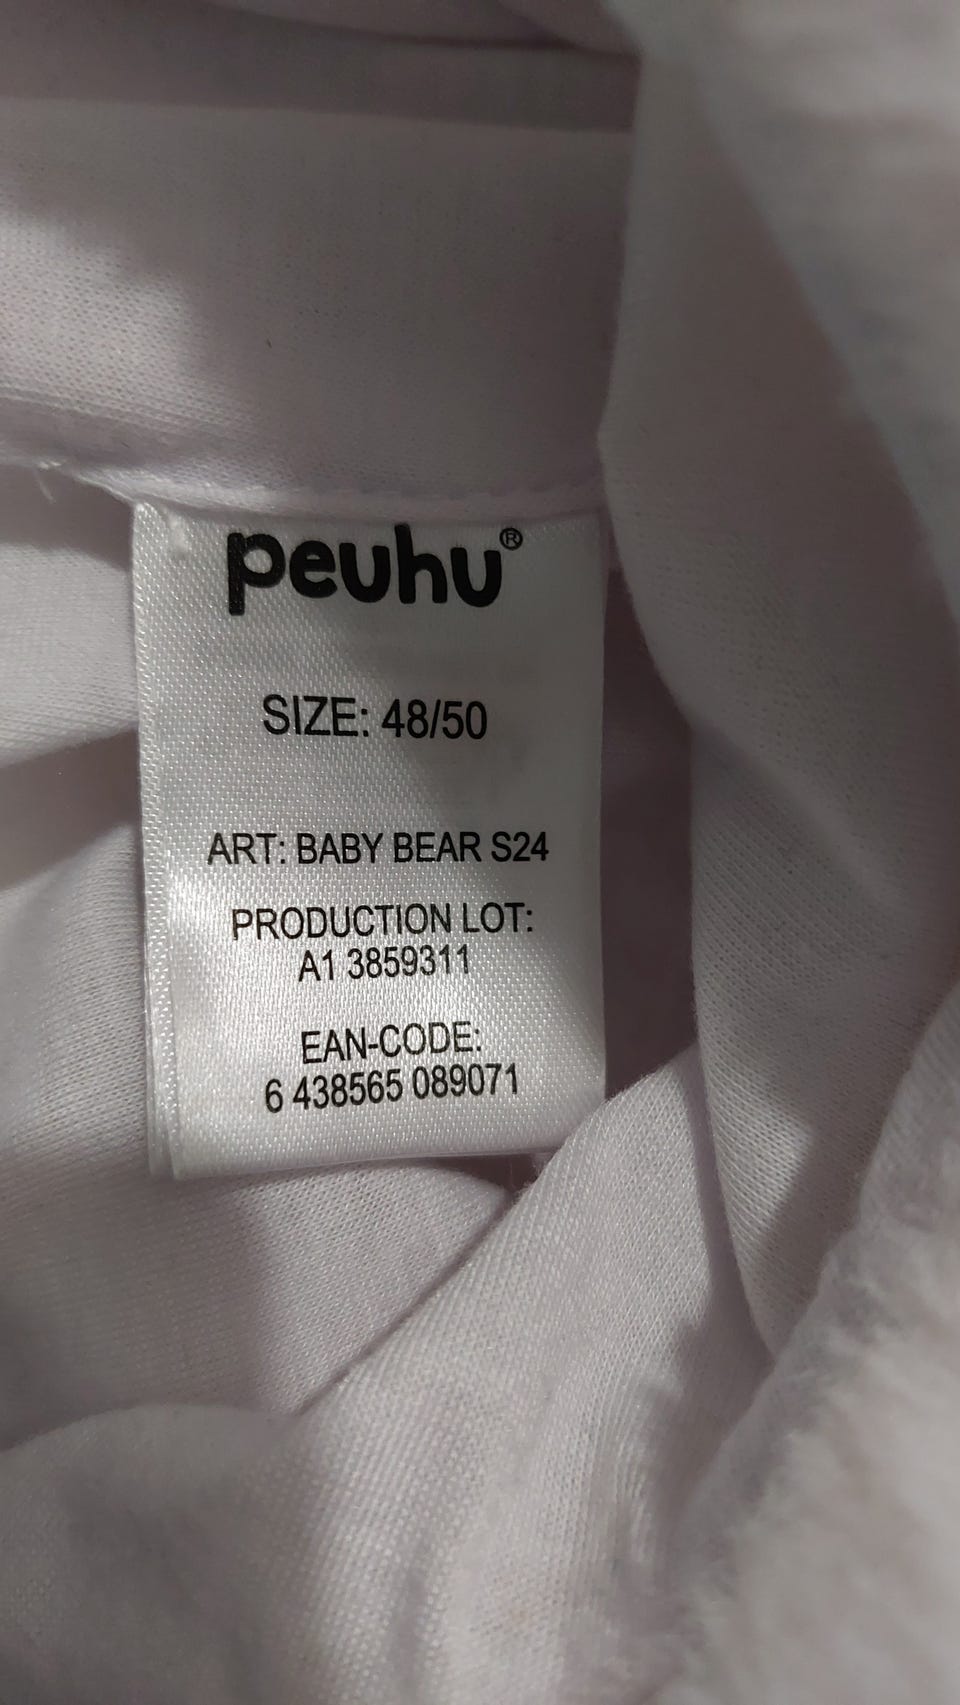 peuhu®
SIZE: 48/50
ART: BABY BEAR S24
PRODUCTION LOT:
A1 3859311
EAN-CODE:
6 438565 089071